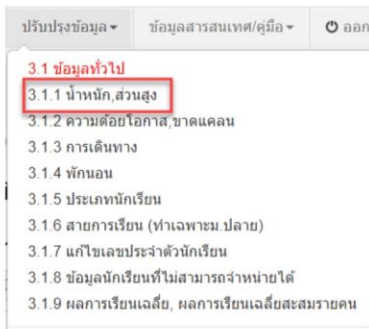 ปรับปรุงข้อมูล ข้อมูลสารสนเทศ/คู่มือ ออก
3.1 ข้อมูลทั่วไป
3.1.1 น้ำหนัก,ส่วนสูง
3.1.2 ความด้อยโอกาส,ขาดแคลน
3.1.3 การเดินทาง
3.1.4 พักนอน
3.1.5 ประเภทนักเรียน
3.1.6 สายการเรียน (ทำเฉพาะม.ปลาย)
3.1.7 แก้ไขเลขประจำตัวนักเรียน
3.1.8 ข้อมูลนักเรียนที่ไม่สามารถจำหน่ายได้
3.1.9 ผลการเรียนเฉลี่ย, ผลการเรียนเฉลี่ยสะสมรายคน